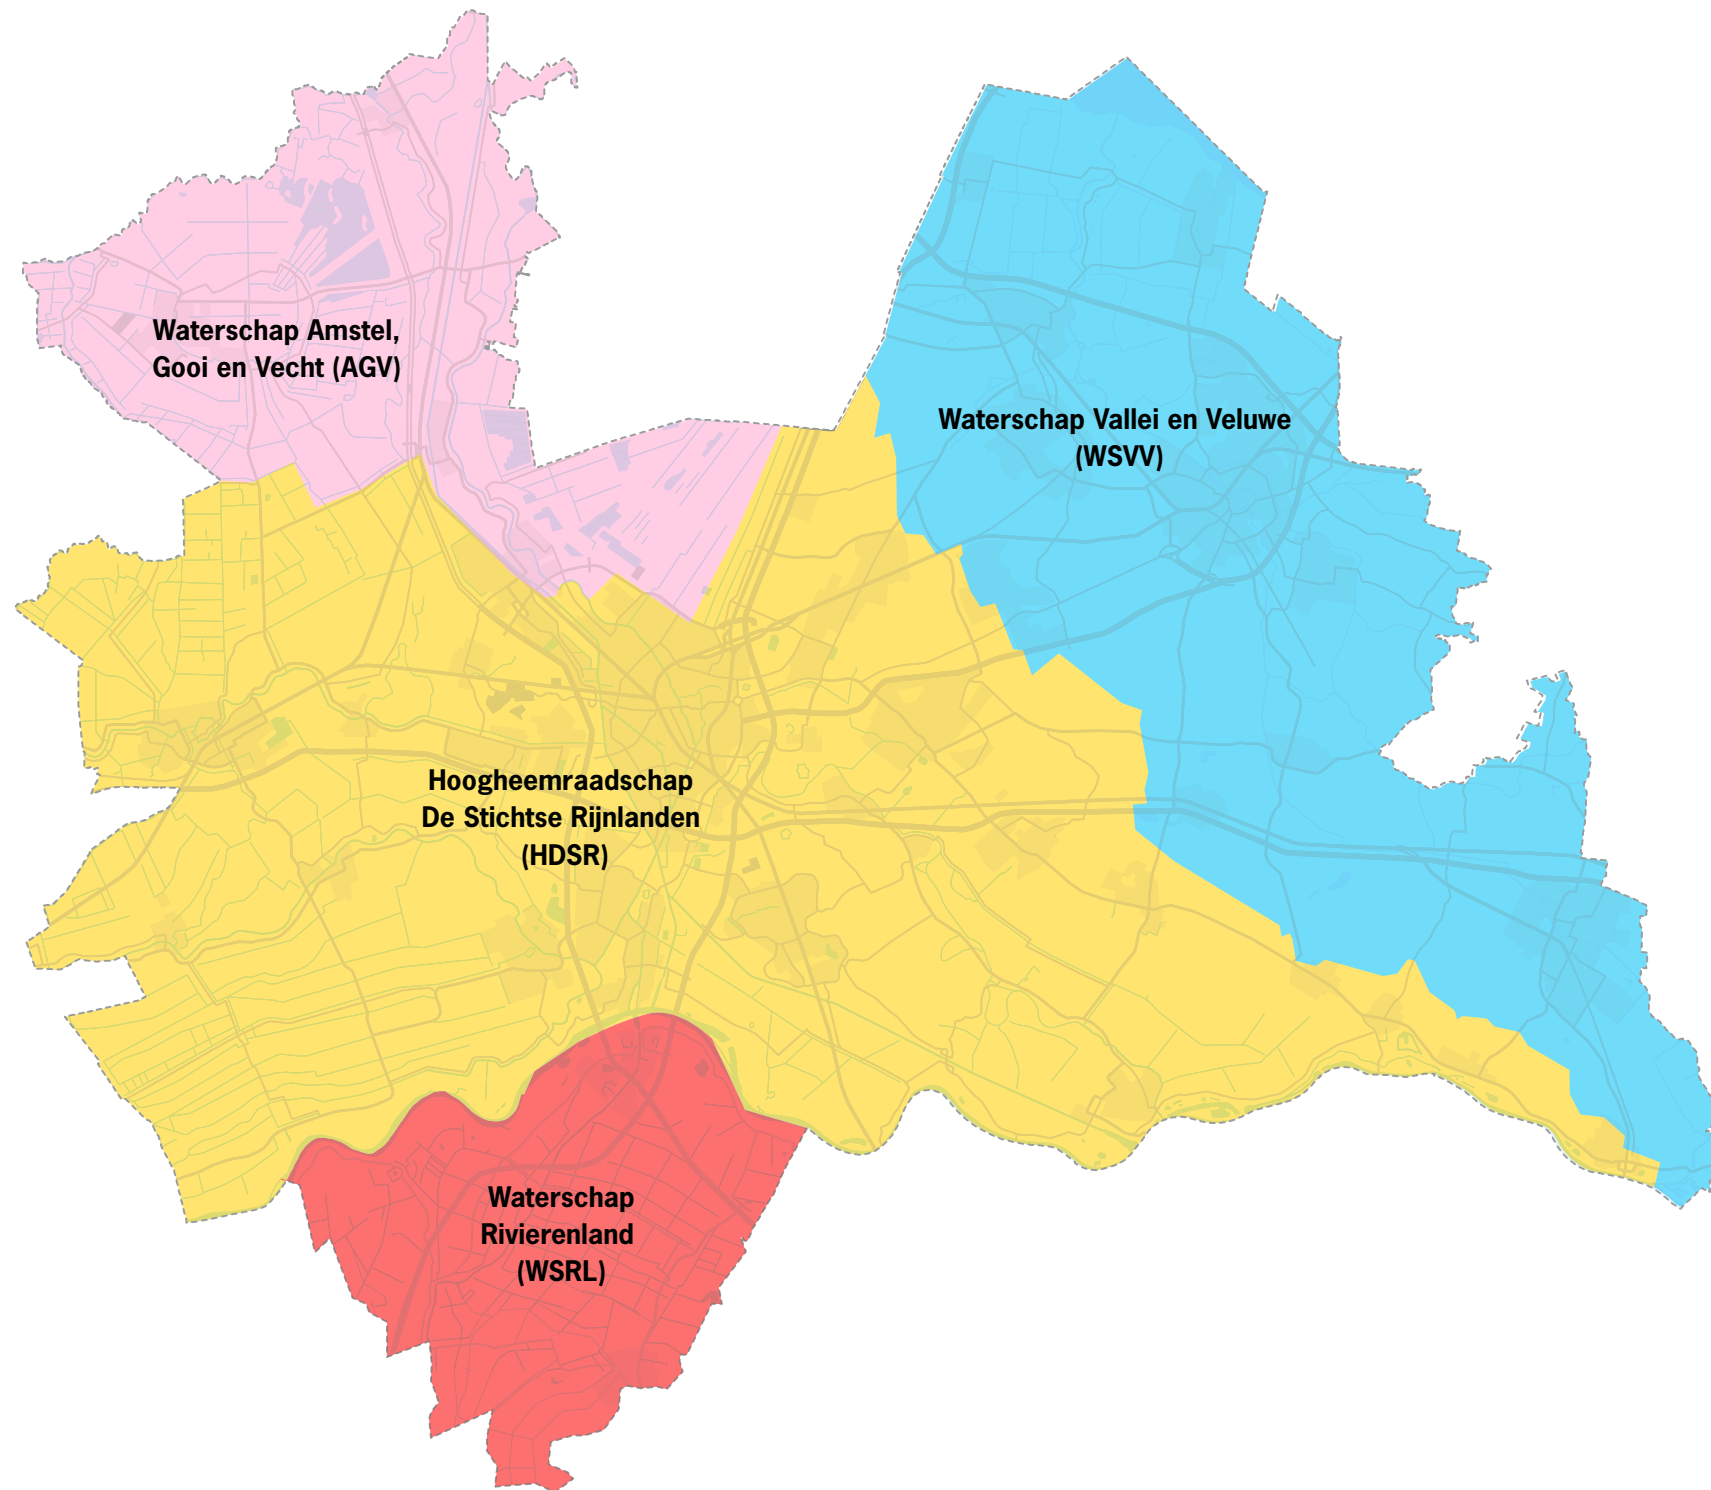 Waterschap Amstel,
Gooi en Vecht (AGV)
Waterschap Vallei en Veluwe
(WSVV)
Hoogheemraadschap
De Stichtse Rijnlanden
(HDSR)
Waterschap
Rivierenland
(WSRL)